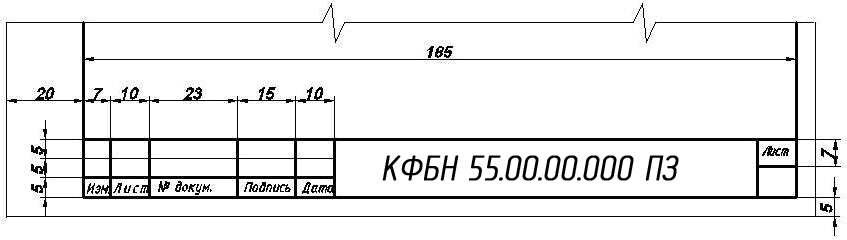 185
20 7 10 23 15 10
5 КФБН 55.00.00.000 ПЗ Лист 7
5
5 Изм. Лист № докум. Подпись Дата
5